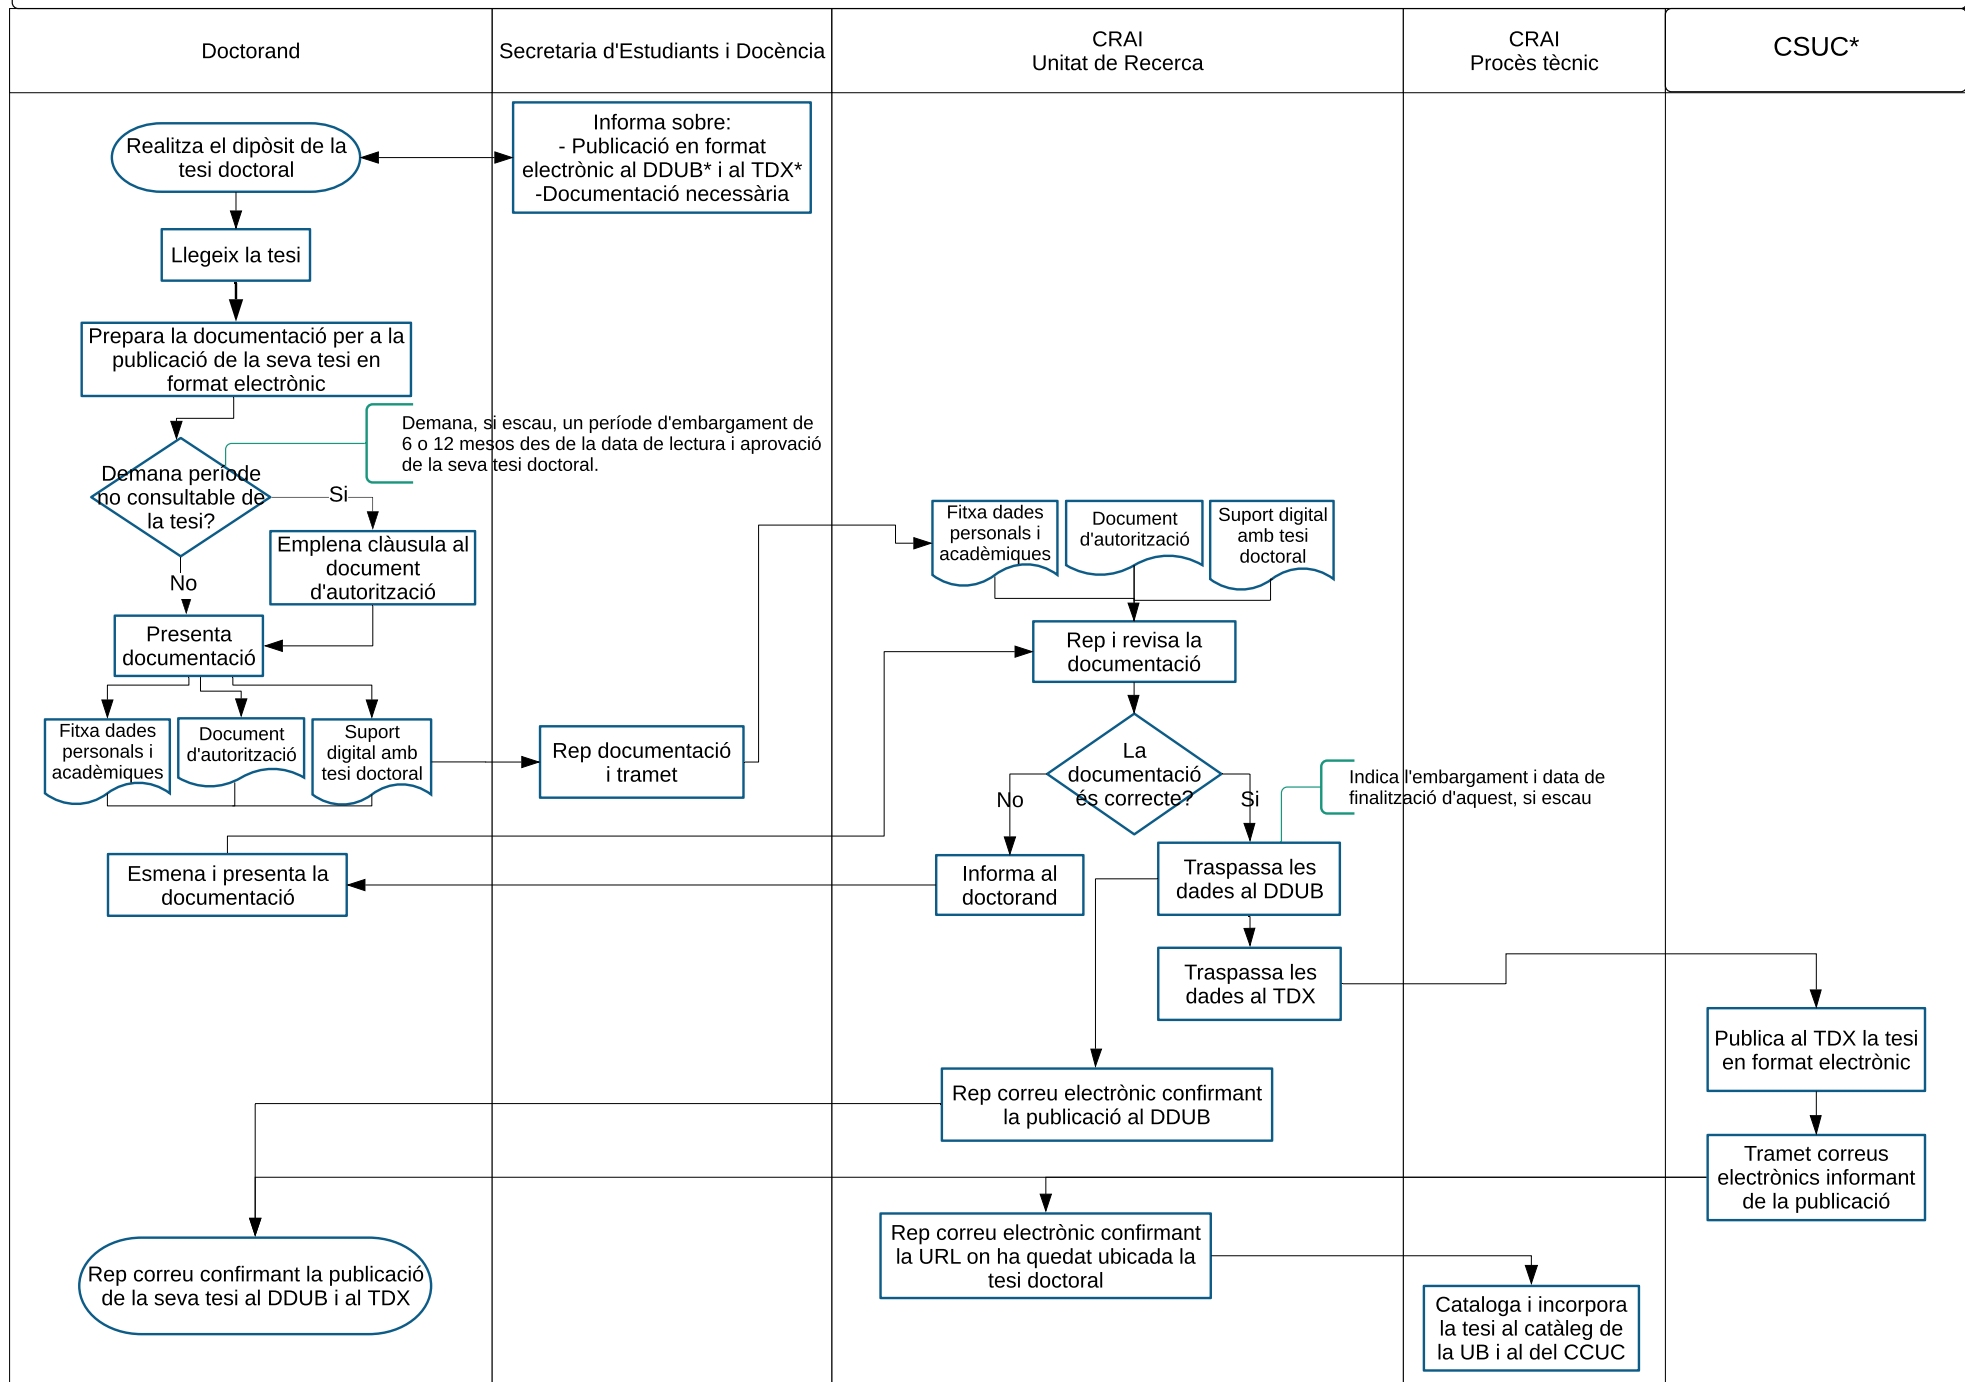 Doctorand
Secretaria d'Estudiants i Docència
CRAI
Unitat de Recerca
CRAI
Procès tècnic
CSUC*
Realitza el dipòsit de la
tesi doctoral
Informa sobre:
- Publicació en format
electrònic al DDUB* i al TDX*
-Documentació necessària
Llegeix la tesi
Prepara la documentació per a la
publicació de la seva tesi en
format electrònic
Demana, si escau, un període d'embargament de
6 o 12 mesos des de la data de lectura i aprovació
de la seva tesi doctoral.
Demana període
no consultable de
la tesi?
Si
No
Emplena clàusula al
document
d'autorització
Presenta
documentació
Fitxa dades
personals i
acadèmiques
Document
d'autorització
Suport
digital amb
tesi doctoral
Rep documentació
i tramet
Fitxa dades
personals i
acadèmiques
Document
d'autorització
Suport digital
amb tesi
doctoral
Rep i revisa la
documentació
La
documentació
és correcte?
No
Si
Indica l'embargament i data de
finalització d'aquest, si escau
Esmena i presenta la
documentació
Informa al
doctorand
Traspassa les
dades al DDUB
Traspassa les
dades al TDX
Publica al TDX la tesi
en format electrònic
Rep correu electrònic confirmant
la publicació al DDUB
Tramet correus
electrònics informant
de la publicació
Rep correu electrònic confirmant
la URL on ha quedat ubicada la
tesi doctoral
Rep correu confirmant la publicació
de la seva tesi al DDUB i al TDX
Cataloga i incorpora
la tesi al catàleg de
la UB i al del CCUC